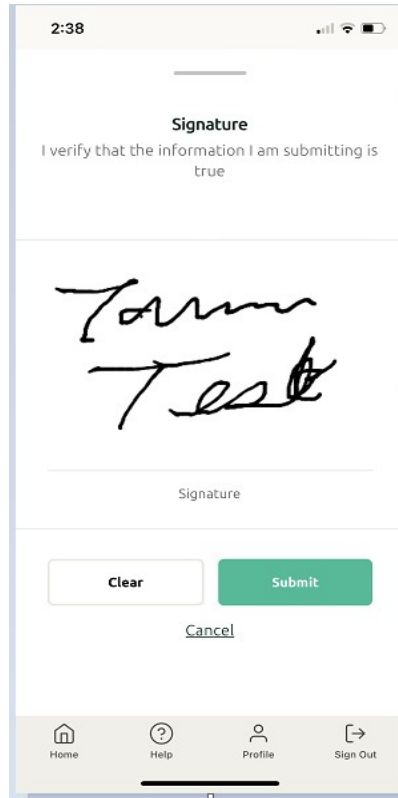 2:38
Signature
I verify that the information I am submitting is
true
Test
Signature
Clear
Submit
Cancel
Home
Help
Profile
Sign Out